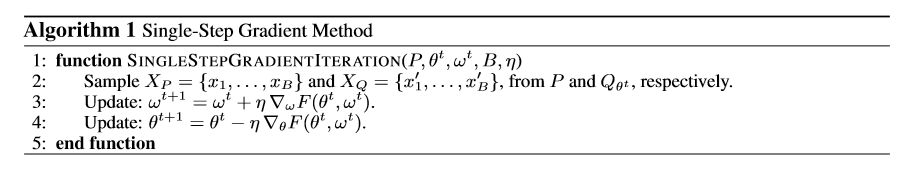 Algorithm 1 Single-Step Gradient Method
1: function SINGLESTEPGRADIENTITERATION(P, θ^t, ω^t, B, η)
2: Sample X_P = {x_1, . . . , x_B} and X_Q = {x'_1, . . . , x'_B}, from P and Q_{θ^t}, respectively.
3: Update: ω^{t+1} = ω^t + η ∇_ω F(θ^t, ω^t).
4: Update: θ^{t+1} = θ^t − η ∇_θ F(θ^t, ω^t).
5: end function